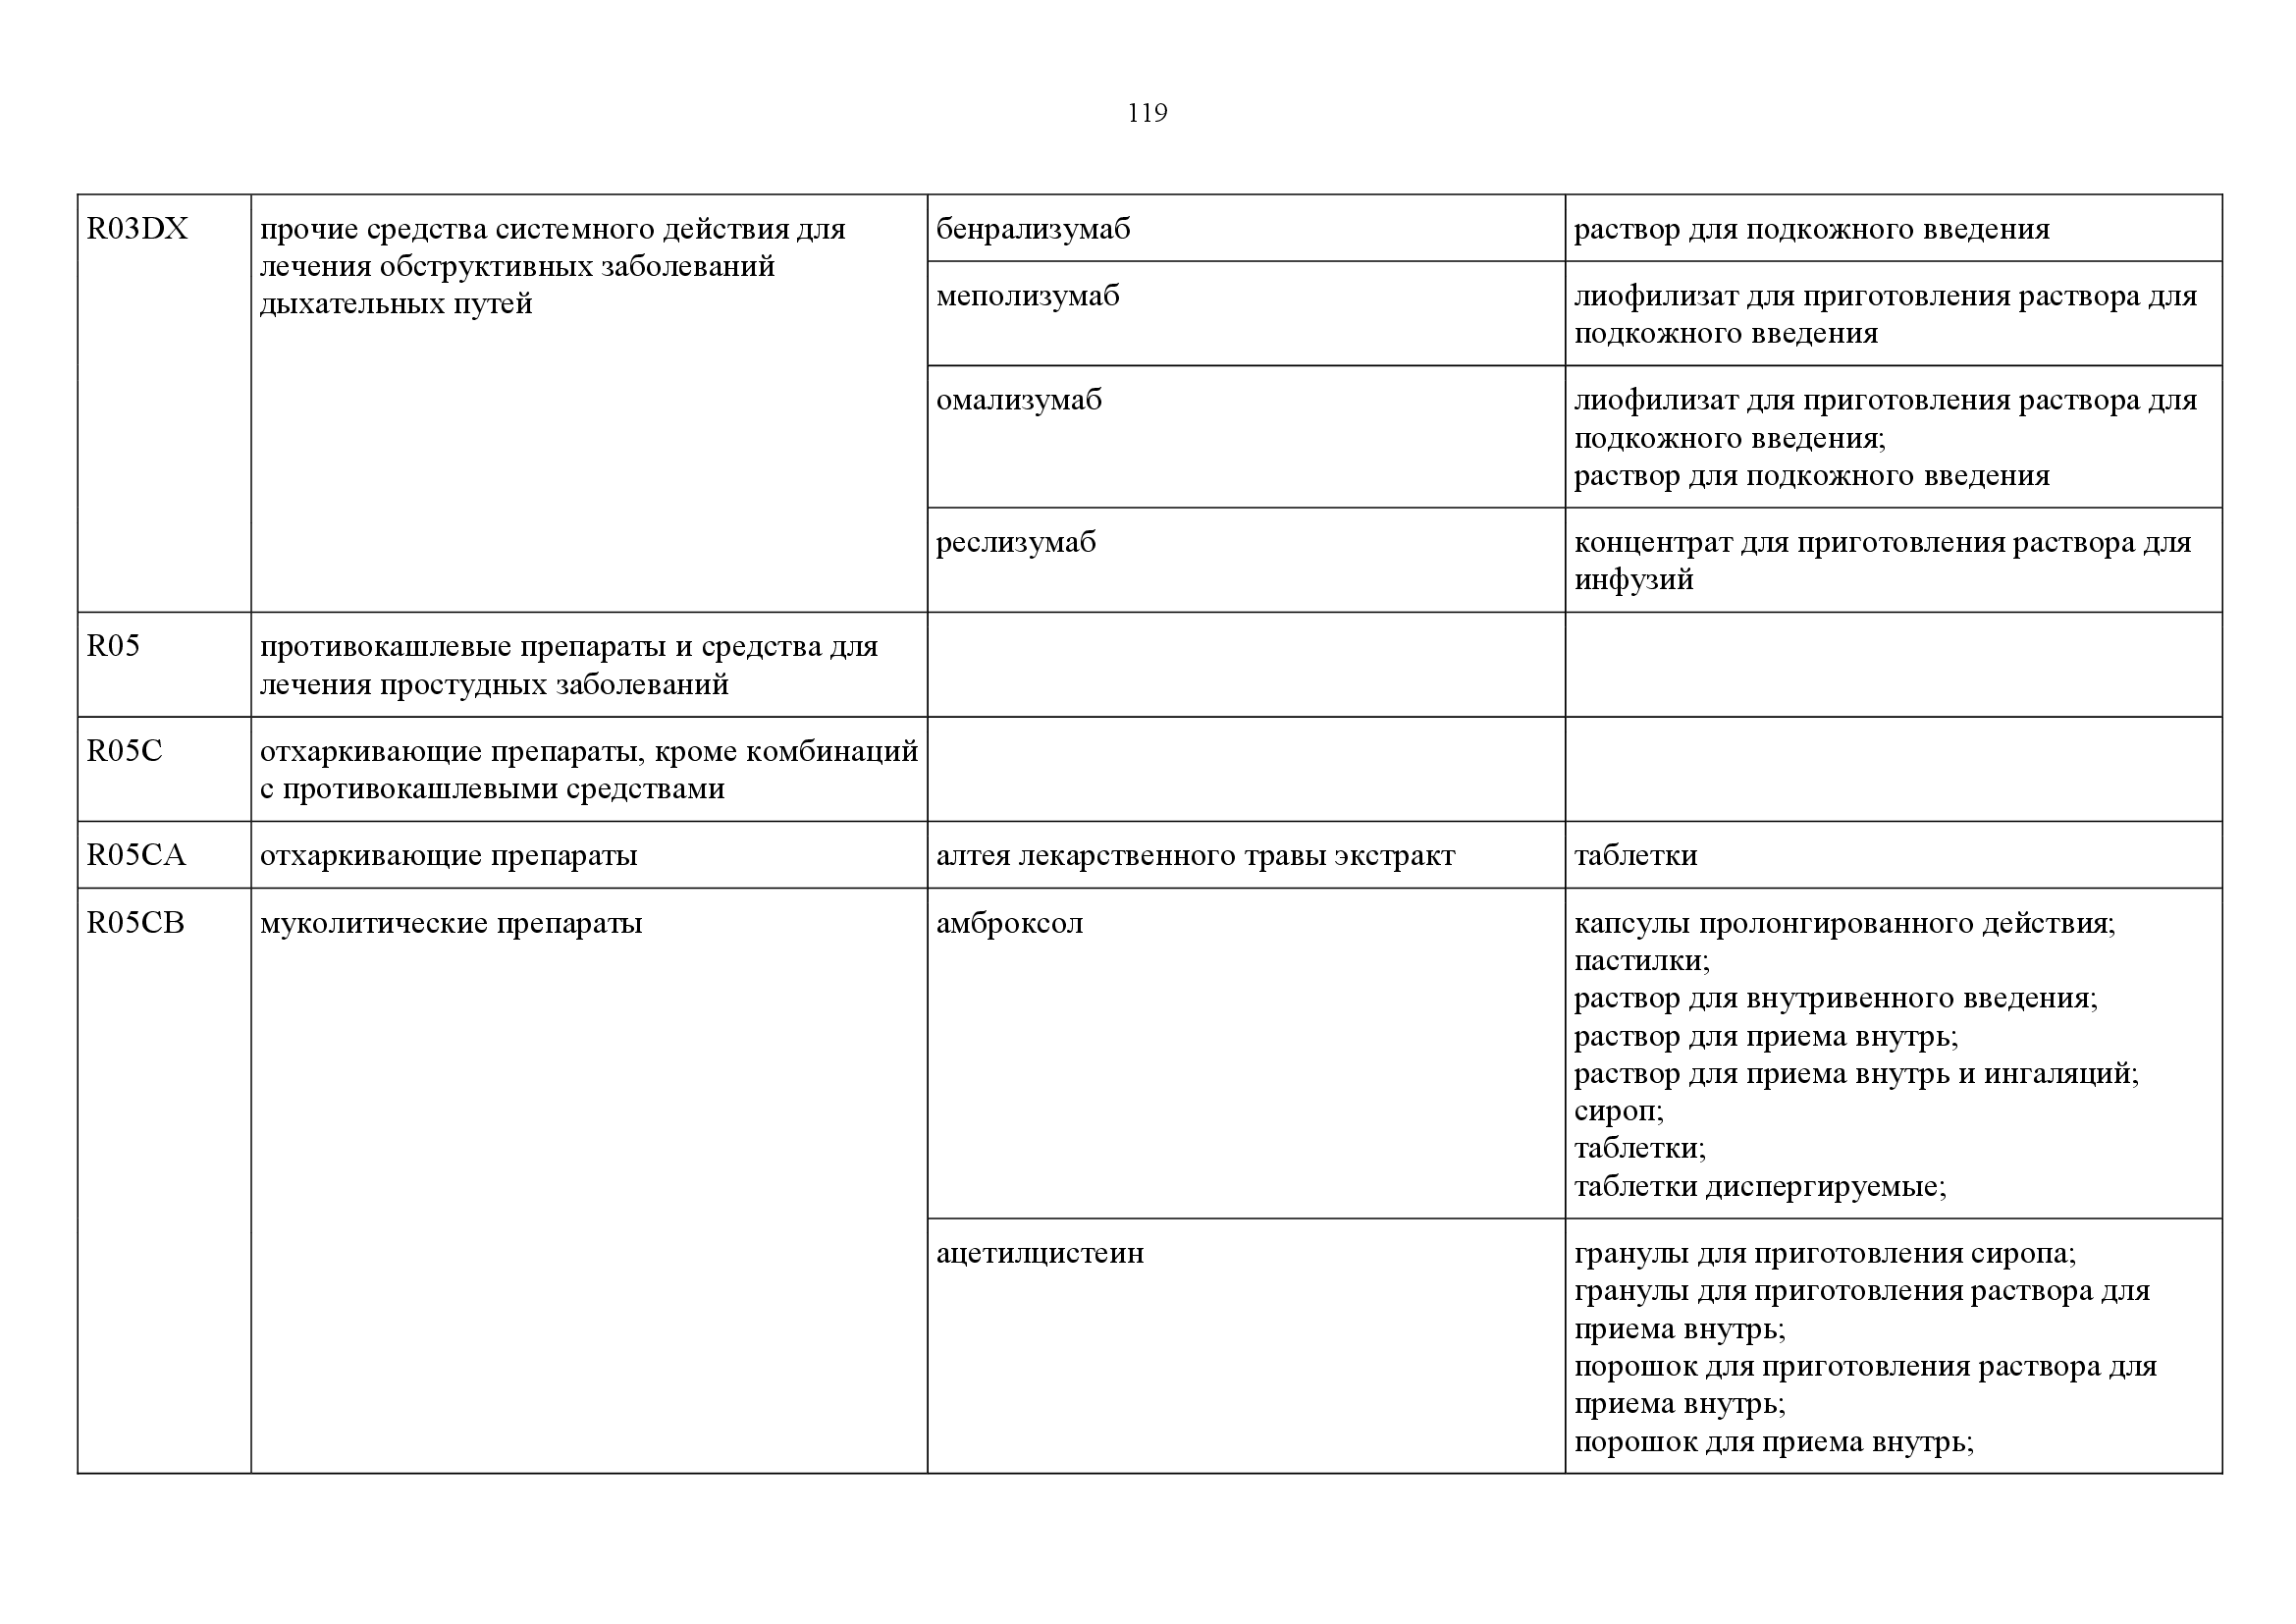 119
R03DX
прочие средства системного действия для
лечения обструктивных заболеваний
дыхательных путей
бенрализумаб
раствор для подкожного введения
меполизумаб
лиофилизат для приготовления раствора для
подкожного введения
омализумаб
лиофилизат для приготовления раствора для
подкожного введения;
раствор для подкожного введения
реслизумаб
концентрат для приготовления раствора для
инфузий
R05
противокашлевые препараты и средства для
лечения простудных заболеваний
R05C
отхаркивающие препараты, кроме комбинаций
с противокашлевыми средствами
R05CA
отхаркивающие препараты
алтея лекарственного травы экстракт
таблетки
R05CB
муколитические препараты
амброксол
капсулы пролонгированного действия;
пастилки;
раствор для внутривенного введения;
раствор для приема внутрь;
раствор для приема внутрь и ингаляций;
сироп;
таблетки;
таблетки диспергируемые;
ацетилцистеин
гранулы для приготовления сиропа;
гранулы для приготовления раствора для
приема внутрь;
порошок для приготовления раствора для
приема внутрь;
порошок для приема внутрь;